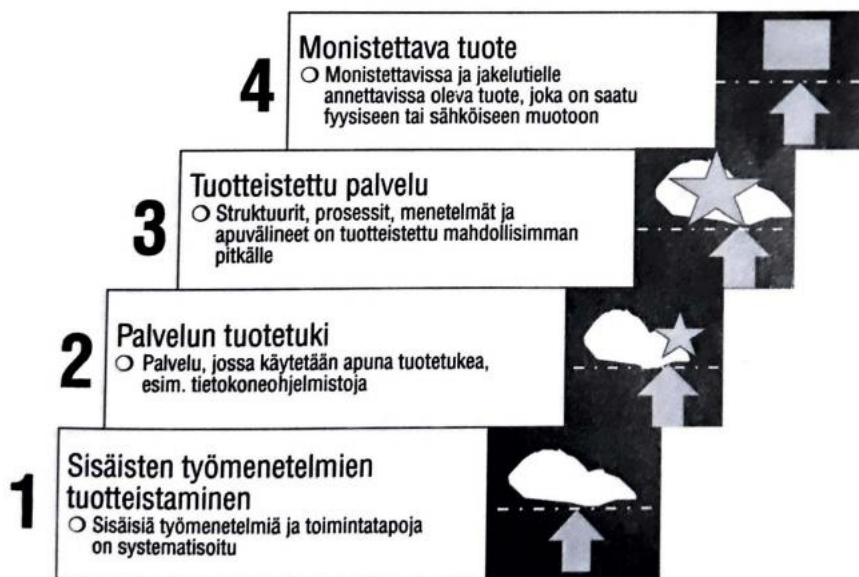 4
Monistettava tuote
○ Monistettavissa ja jakelutielle
annettavissa oleva tuote, joka on saatu
fyysiseen tai sähköiseen muotoon
3
Tuotteistettu palvelu
○ Struktuurit, prosessit, menetelmät ja
apuvälineet on tuotteistettu mahdollisimman
pitkälle
2
Palvelun tuotetuki
○ Palvelu, jossa käytetään apuna tuotetukea,
esim. tietokoneohjelmistoja
1
Sisäisten työmenetelmien
tuotteistaminen
○ Sisäisiä työmenetelmiä ja toimintatapoja
on systematisoitu